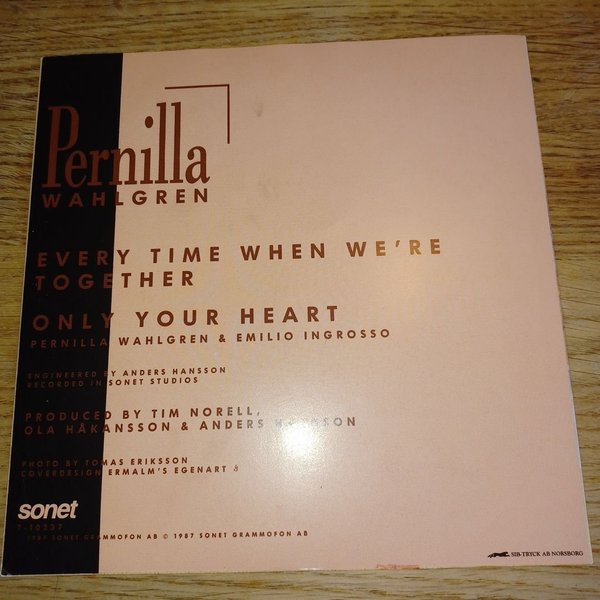 Pernilla
WAHLGREN
EVERY TIME WHEN WE'RE
TOGETHER
ONLY YOUR HEART
PERNILLA WAHLGREN & EMILIO INGROSSO
ENGINEERED BY ANDERS HANSSON
RECORDED IN SONET STUDIOS
PRODUCED BY TIM NORELL,
OLA HÅKANSSON & ANDERS HANSSON
PHOTO BY TOMAS ERIKSSON
COVERDESIGN ERMALM'S EGENART
sonet
T-10237
1987 SONET GRAMMOFON AB © 1987 SONET GRAMMOFON AB
SIB-TRYCK AB NORSBORG